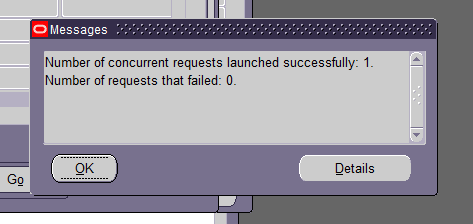 Messages
Number of concurrent requests launched successfully: 1.
Number of requests that failed: 0.
Go
OK
Details